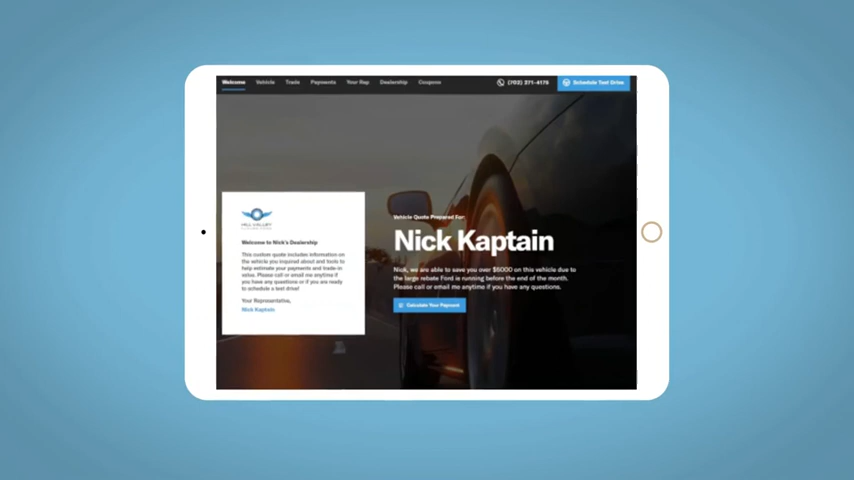 Welcome Vehicle Trade Payments Your Rep Dealership Coupons (702) 271-4175 Schedule Test Drive
HILL VALLEY
Welcome to Nick's Dealership
This custom quote includes information on
the vehicle you inquired about and tools to
help estimate your payments and trade-in
value. Please call or email me anytime if
you have any questions or if you are ready
to schedule a test drive!
Your Representative,
Nick Kaptain
Vehicle Quote Prepared For:
Nick Kaptain
Nick, we are able to save you over $6000 on this vehicle due to
the large rebate Ford is running before the end of the month.
Please call or email me anytime if you have any questions.
Calculate Your Payment